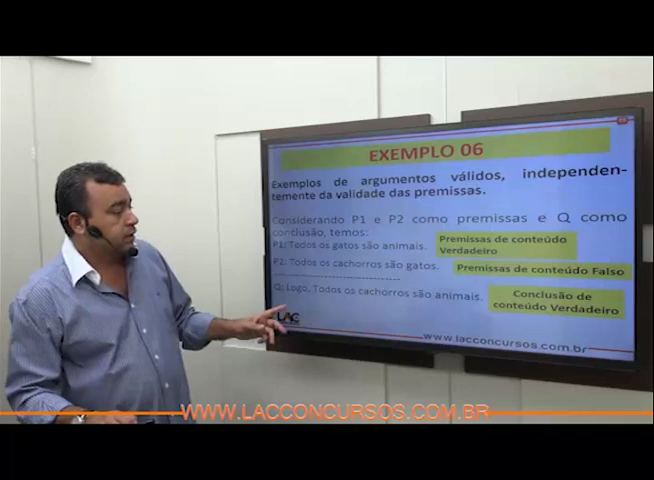 EXEMPLO 06
Exemplos de argumentos válidos, independen-
temente da validade das premissas.
Considerando P1 e P2 como premissas e Q como
conclusão, temos:
P1: Todos os gatos são animais.
Premissas de conteúdo
Verdadeiro
P2: Todos os cachorros são gatos.
Premissas de conteúdo Falso
Q: Logo, Todos os cachorros são animais.
Conclusão de
conteúdo Verdadeiro
LAC
www.lacconcursos.com.br
WWW.LACCONCURSOS.COM.BR